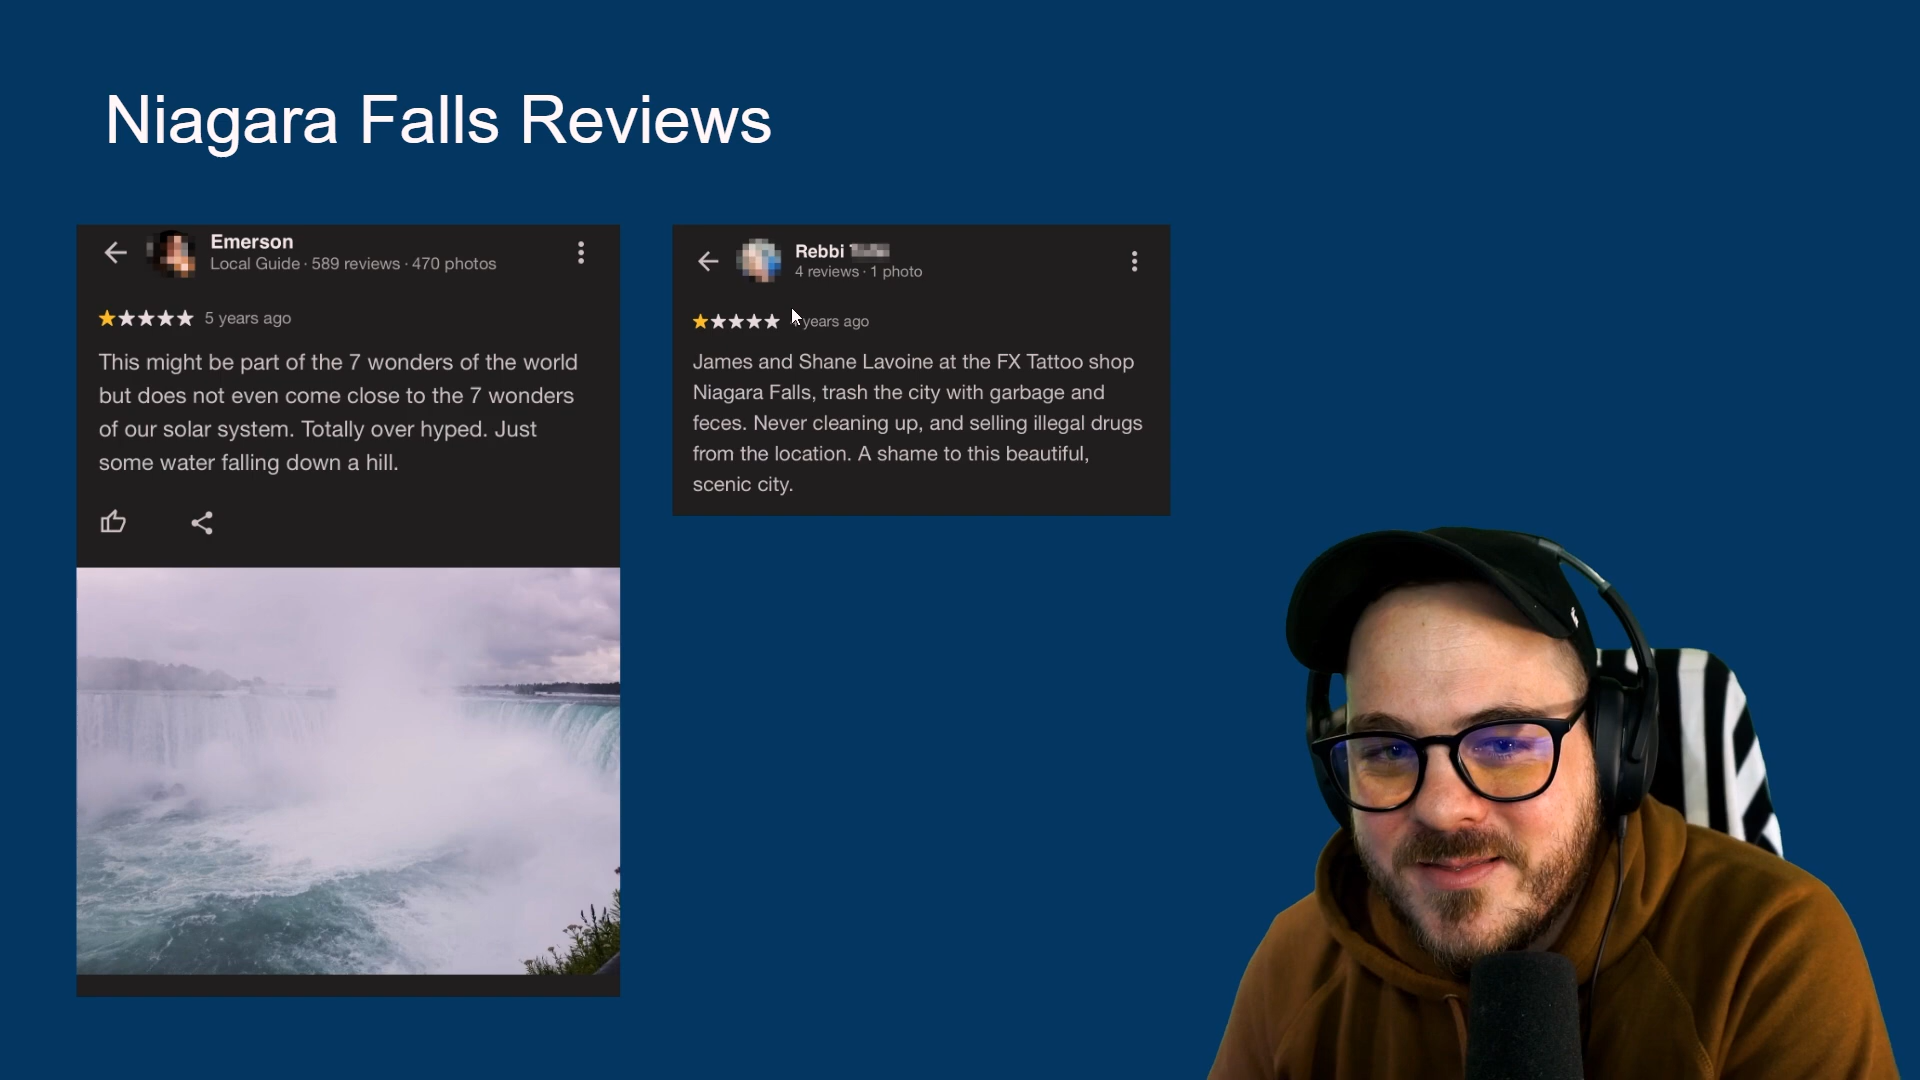 Niagara Falls Reviews
Emerson
Local Guide · 589 reviews · 470 photos
5 years ago
This might be part of the 7 wonders of the world
but does not even come close to the 7 wonders
of our solar system. Totally over hyped. Just
some water falling down a hill.
Rebbi
4 reviews · 1 photo
years ago
James and Shane Lavoine at the FX Tattoo shop
Niagara Falls, trash the city with garbage and
feces. Never cleaning up, and selling illegal drugs
from the location. A shame to this beautiful,
scenic city.